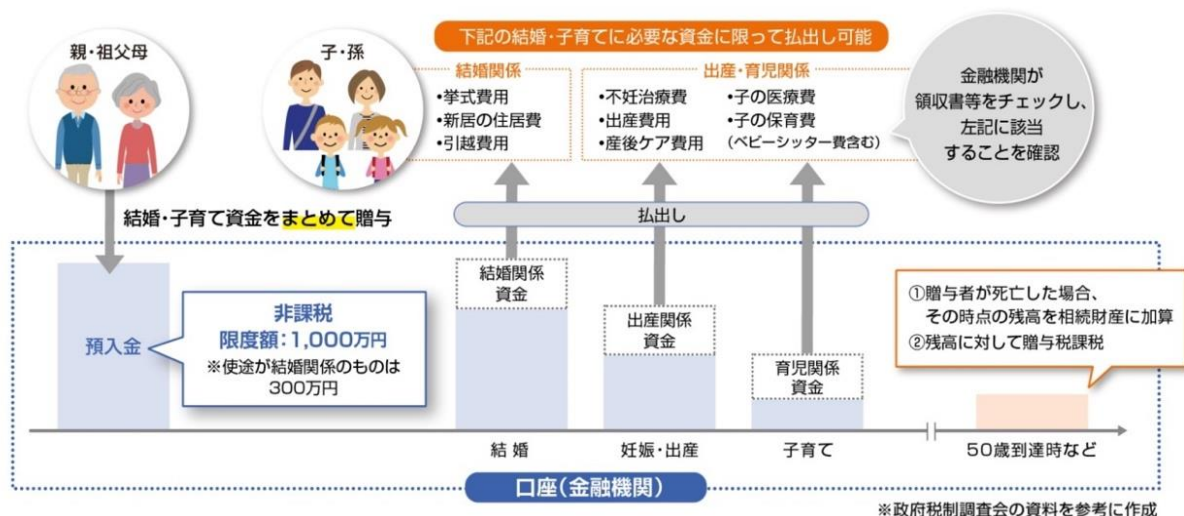 親・祖父母
子・孫
下記の結婚・子育てに必要な資金に限って払出し可能
結婚関係
•挙式費用
•新居の住居費
•引越費用
出産・育児関係
•不妊治療費
•出産費用
•産後ケア費用
•子の医療費
•子の保育費
(ベビーシッター費含む)
金融機関が
領収書等をチェックし、
左記に該当
することを確認
結婚・子育て資金をまとめて贈与
払出し
預入金
非課税
限度額:1,000万円
※使途が結婚関係のものは
300万円
結婚関係
資金
出産関係
資金
育児関係
資金
①贈与者が死亡した場合、
その時点の残高を相続財産に加算
②残高に対して贈与税課税
結婚
妊娠・出産
子育て
50歳到達時など
口座(金融機関)
※政府税制調査会の資料を参考に作成